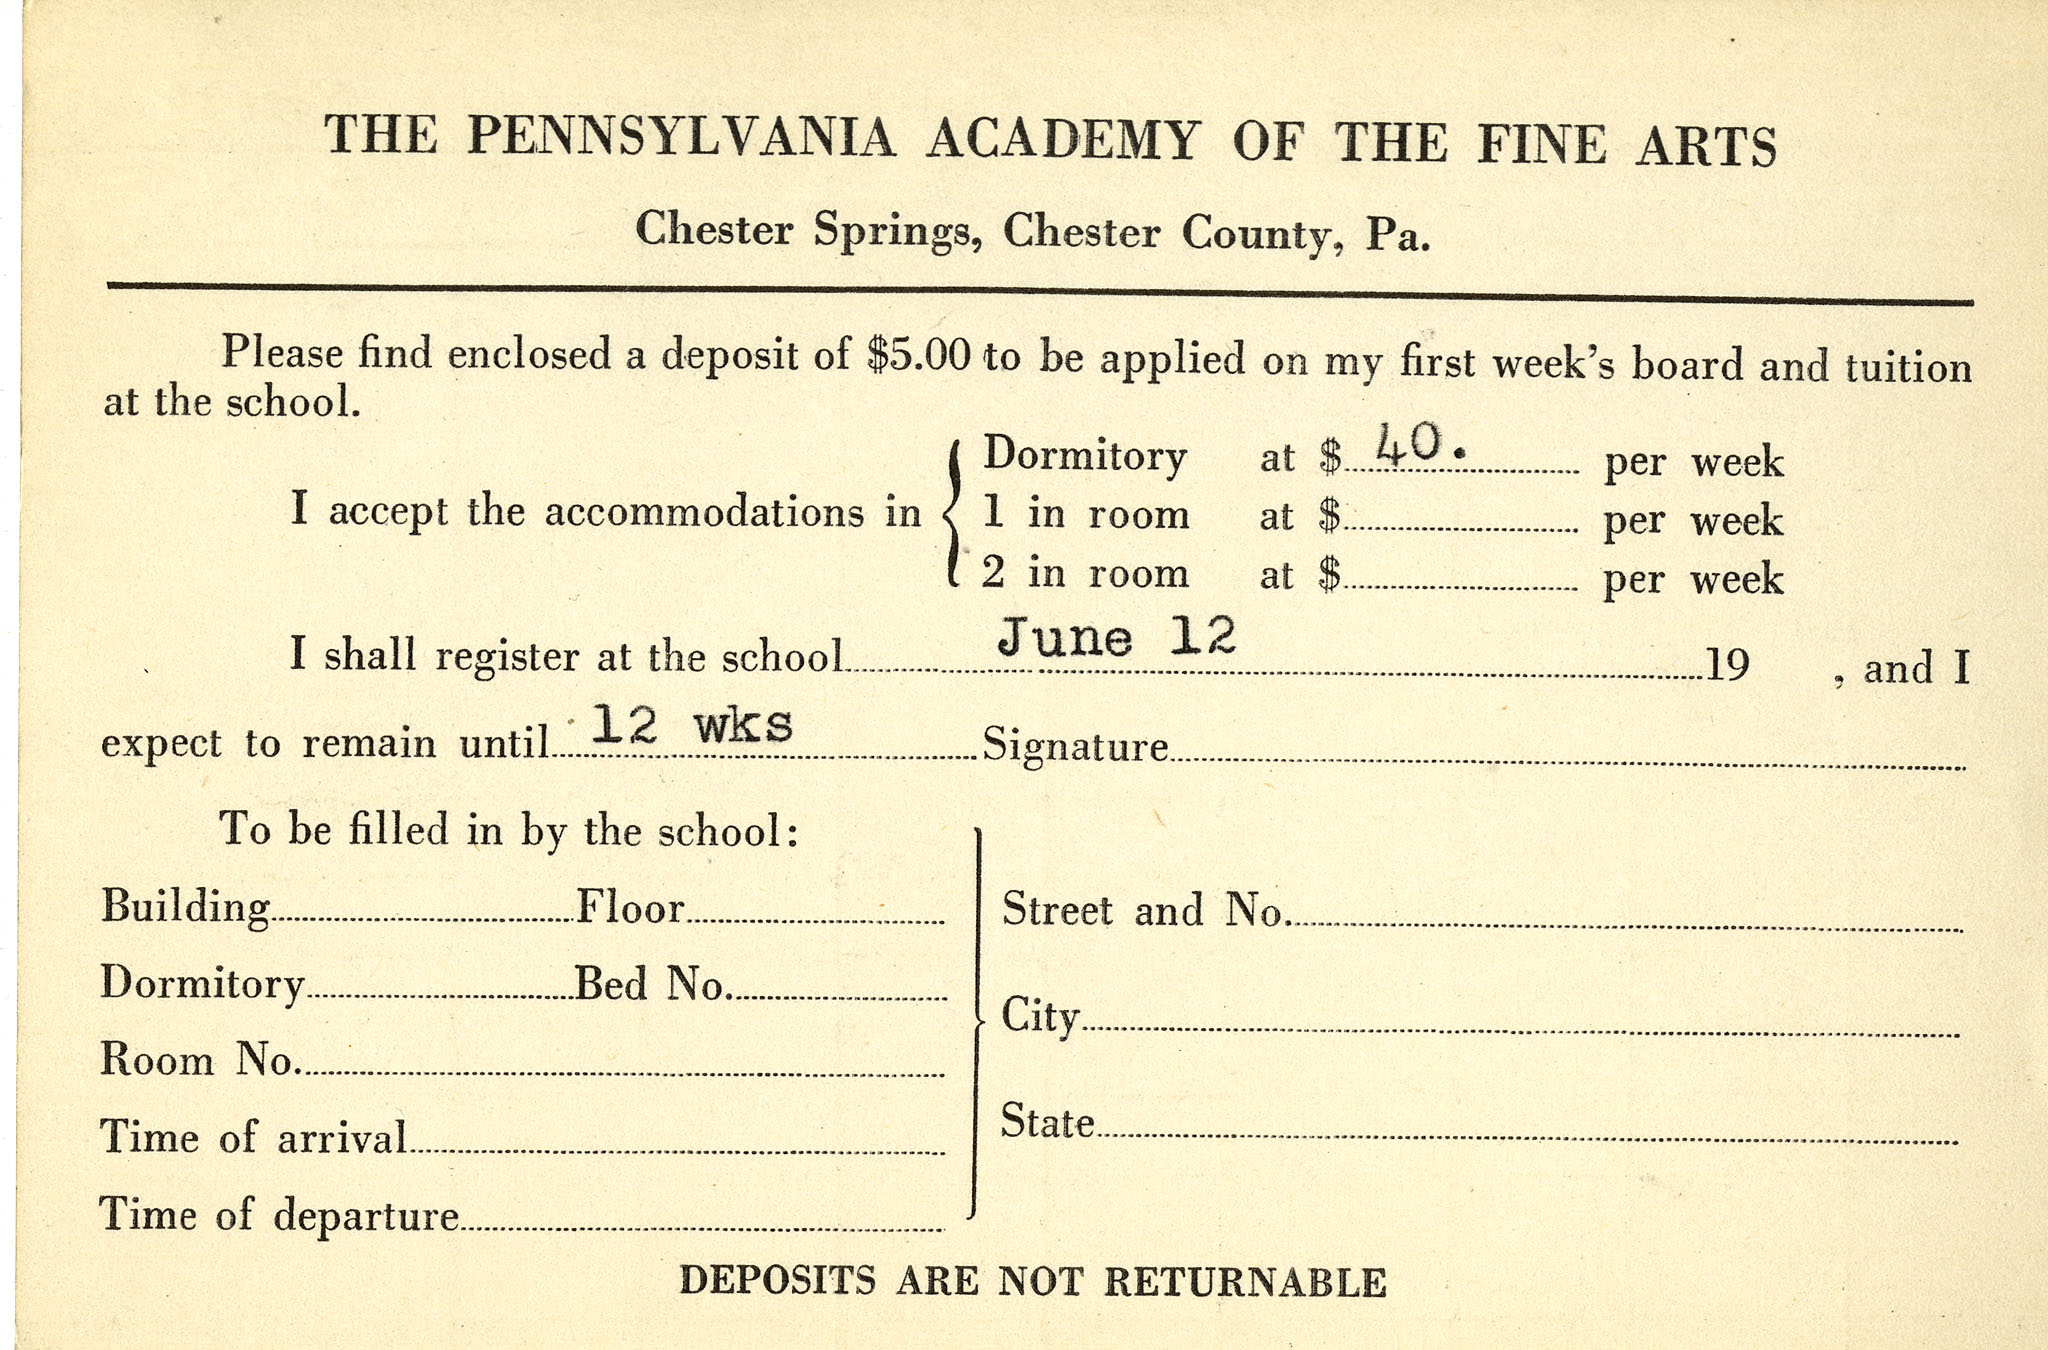 THE PENNSYLVANIA ACADEMY OF THE FINE ARTS
Chester Springs, Chester County, Pa.
Please find enclosed a deposit of $5.00 to be applied on my first week's board and tuition
at the school.
Dormitory at $ 40. per week
I accept the accommodations in { 1 in room at $ per week
2 in room at $ per week
I shall register at the school June 12 19 , and I
expect to remain until 12 wks Signature
To be filled in by the school:
Building Floor
Dormitory Bed No.
Room No.
Time of arrival
Time of departure
Street and No.
City
State
DEPOSITS ARE NOT RETURNABLE